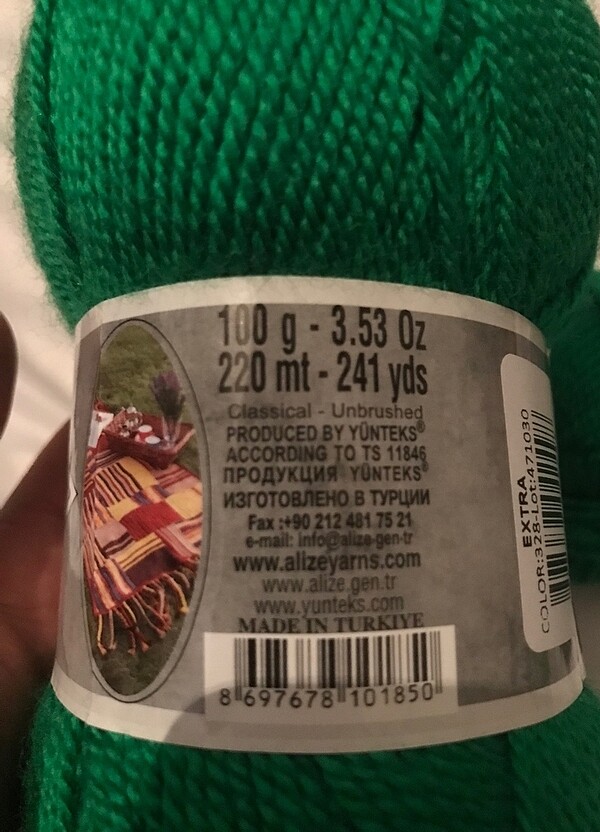 100 g - 3.53 Oz
220 mt - 241 yds
Classical - Unbrushed
PRODUCED BY YÜNTEKS®
ACCORDING TO TS 11846
ПРОДУКЦИЯ YÜNTEKS®
ИЗГОТОВЛЕНО В ТУРЦИИ
Fax :+90 212 481 75 21
e-mail: info@alize-gen-tr
www.alizeyarns.com
www.alize.gen.tr
www.yunteks.com
MADE IN TURKIYE
8 697678 101850
EXTRA
COLOR:328-Lot:471030